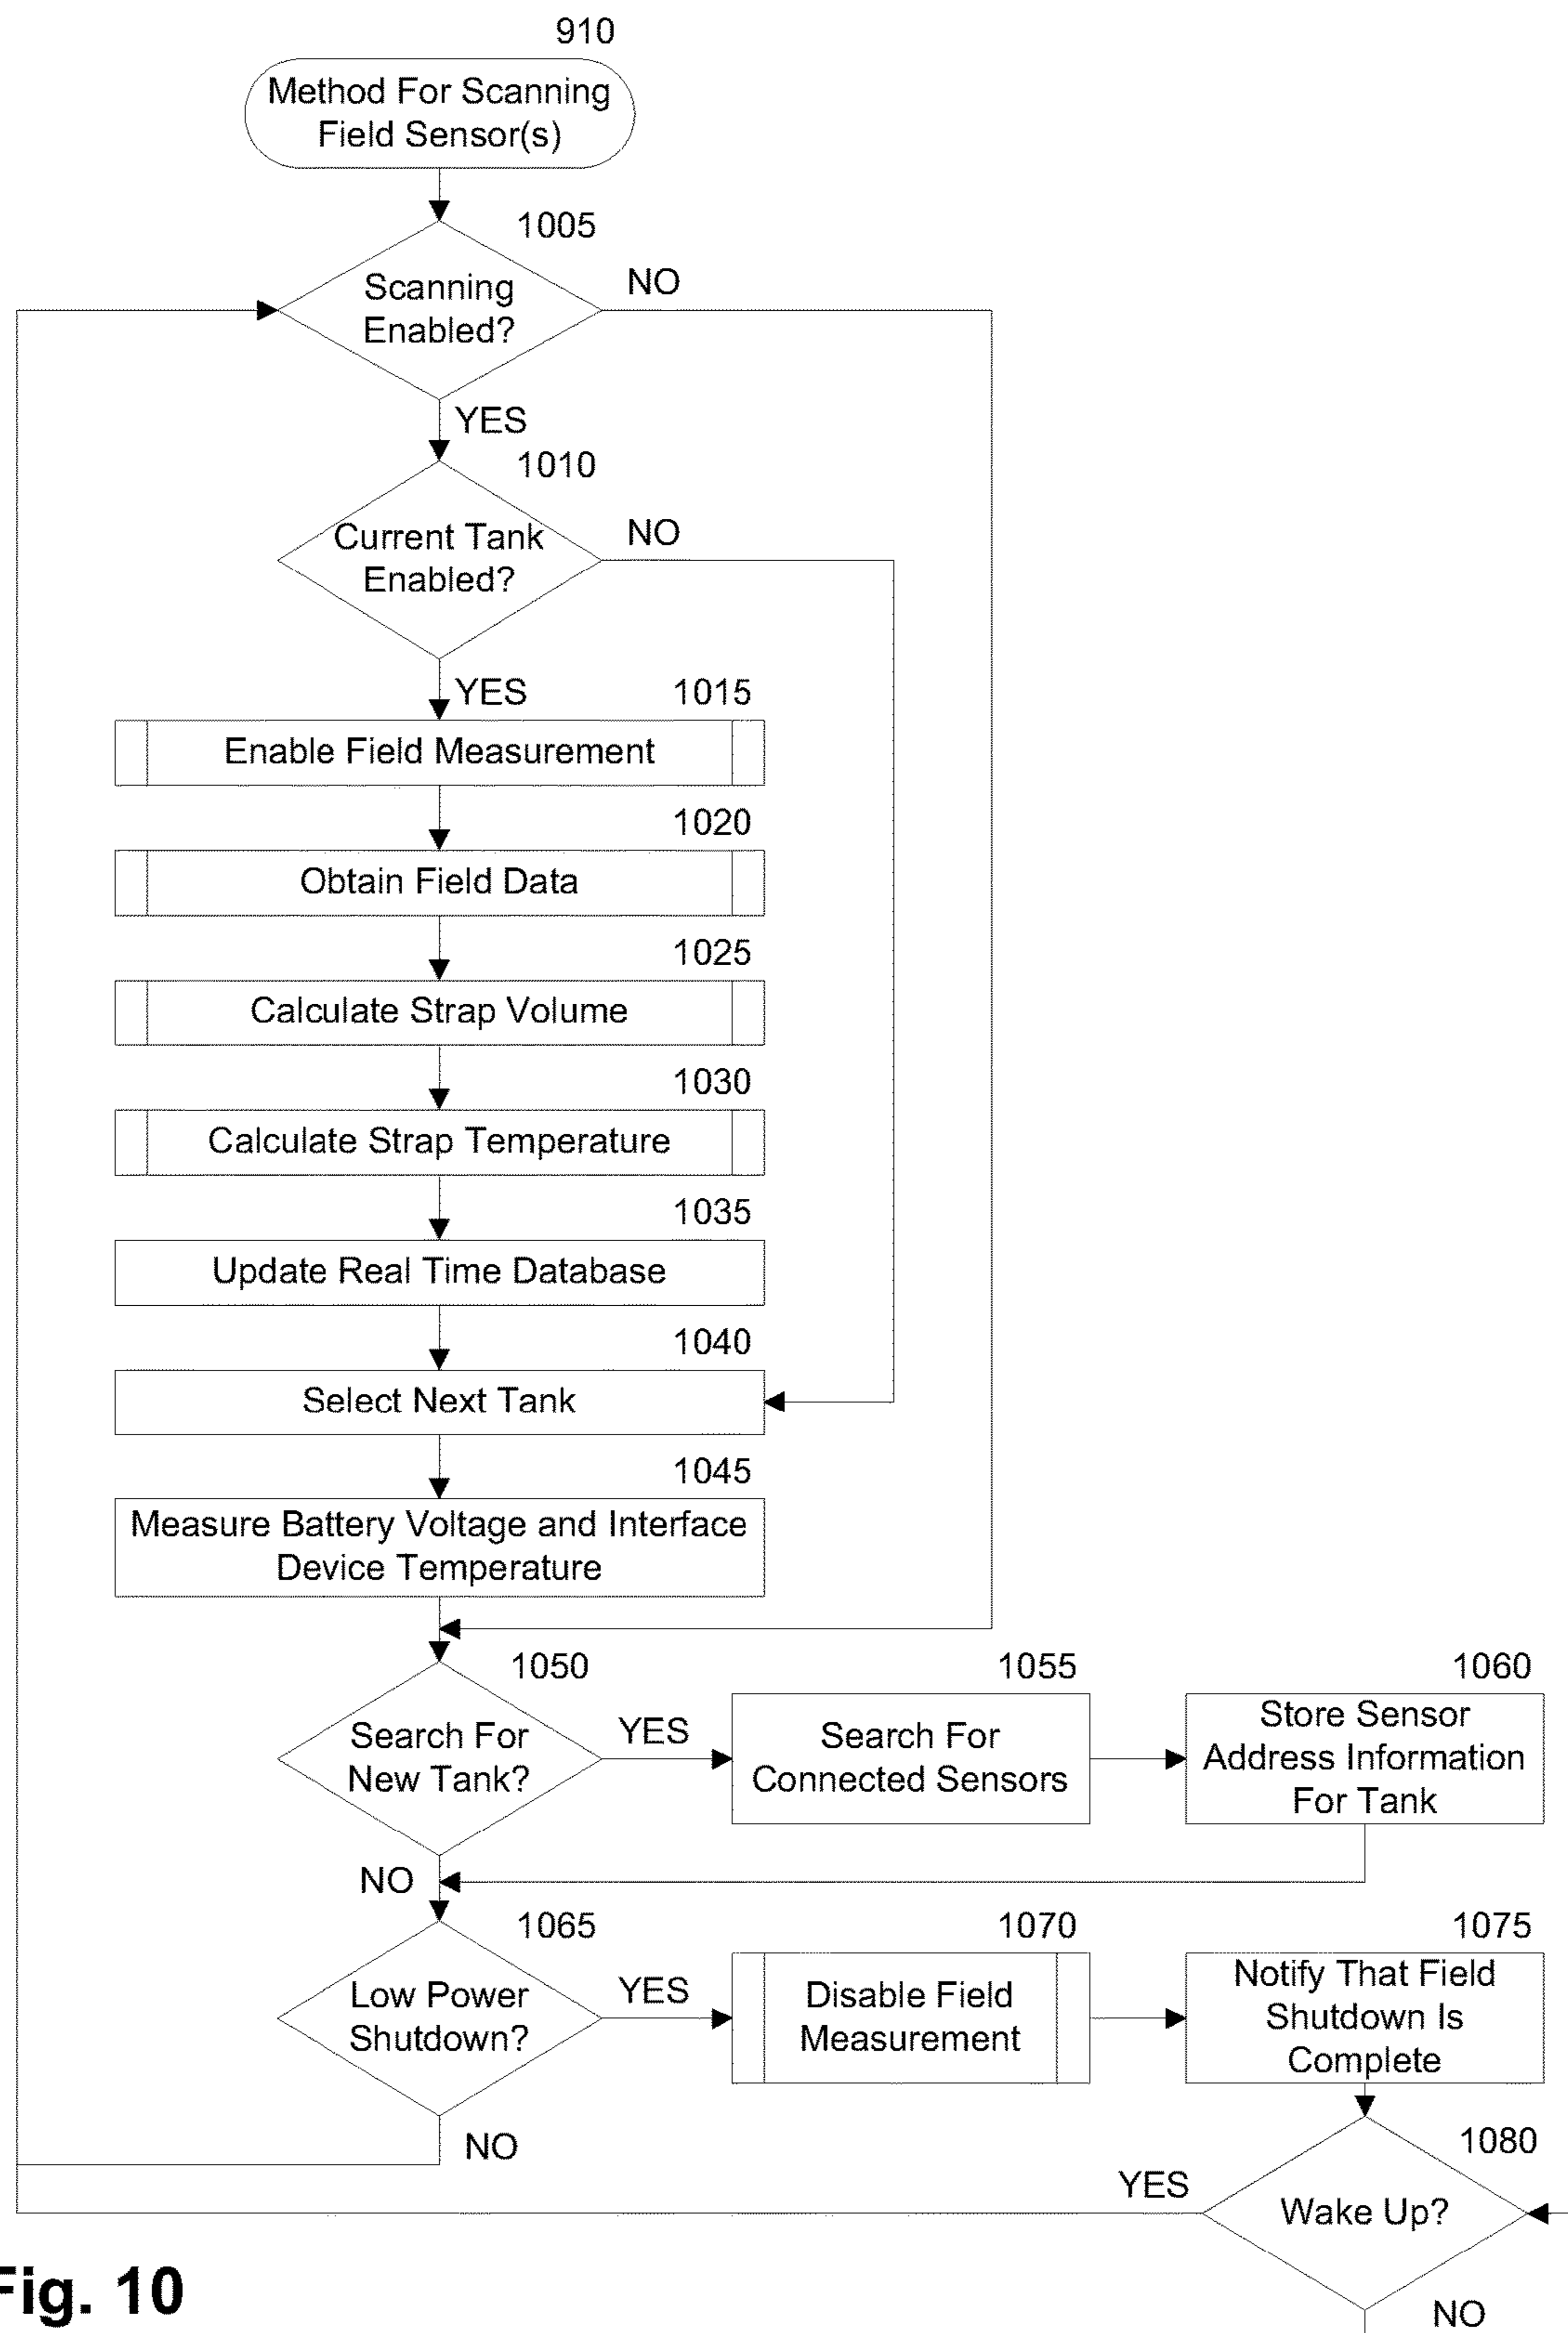 910
Method For Scanning
Field Sensor(s)
1005
Scanning
Enabled?
NO
YES
1010
Current Tank
Enabled?
NO
YES
1015
Enable Field Measurement
1020
Obtain Field Data
1025
Calculate Strap Volume
1030
Calculate Strap Temperature
1035
Update Real Time Database
1040
Select Next Tank
1045
Measure Battery Voltage and Interface
Device Temperature
1050
Search For
New Tank?
YES
1055
Search For
Connected Sensors
1060
Store Sensor
Address Information
For Tank
NO
1065
Low Power
Shutdown?
YES
1070
Disable Field
Measurement
1075
Notify That Field
Shutdown Is
Complete
NO
1080
Wake Up?
YES
NO
Fig. 10